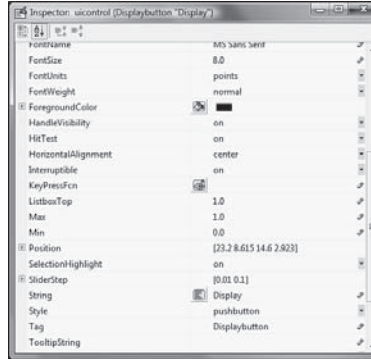 Inspector: uicontrol (Displaybutton "Display")
FontName MS Sans Serif
FontSize 8.0
FontUnits points
FontWeight normal
ForegroundColor
HandleVisibility on
HitTest on
HorizontalAlignment center
Interruptible on
KeyPressFcn
ListboxTop 1.0
Max 1.0
Min 0.0
Position [23.2 8.615 14.6 2.923]
SelectionHighlight on
SliderStep [0.01 0.1]
String Display
Style pushbutton
Tag Displaybutton
TooltipString